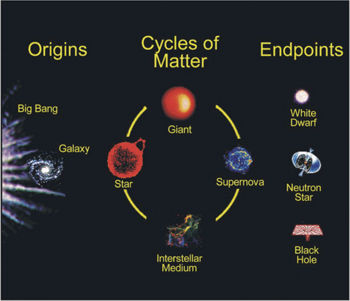 Origins
Cycles of
Matter
Endpoints
Big Bang
Galaxy
Giant
Star
Supernova
Interstellar
Medium
White
Dwarf
Neutron
Star
Black
Hole